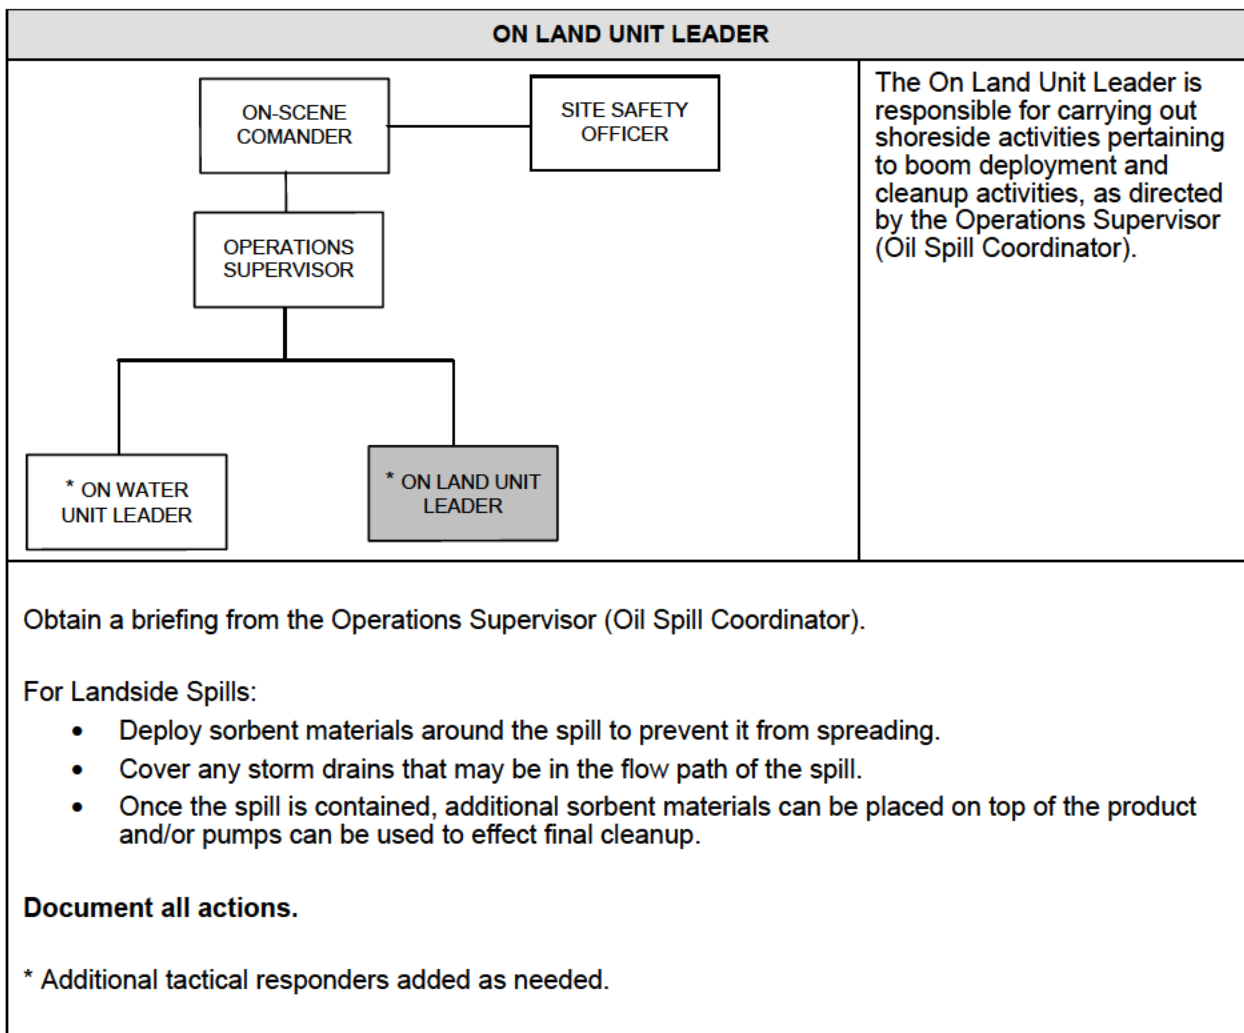 ON LAND UNIT LEADER
ON-SCENE
COMANDER
SITE SAFETY
OFFICER
OPERATIONS
SUPERVISOR
* ON WATER
UNIT LEADER
* ON LAND UNIT
LEADER
The On Land Unit Leader is
responsible for carrying out
shoreside activities pertaining
to boom deployment and
cleanup activities, as directed
by the Operations Supervisor
(Oil Spill Coordinator).
Obtain a briefing from the Operations Supervisor (Oil Spill Coordinator).
For Landside Spills:
• Deploy sorbent materials around the spill to prevent it from spreading.
• Cover any storm drains that may be in the flow path of the spill.
• Once the spill is contained, additional sorbent materials can be placed on top of the product
and/or pumps can be used to effect final cleanup.
Document all actions.
* Additional tactical responders added as needed.